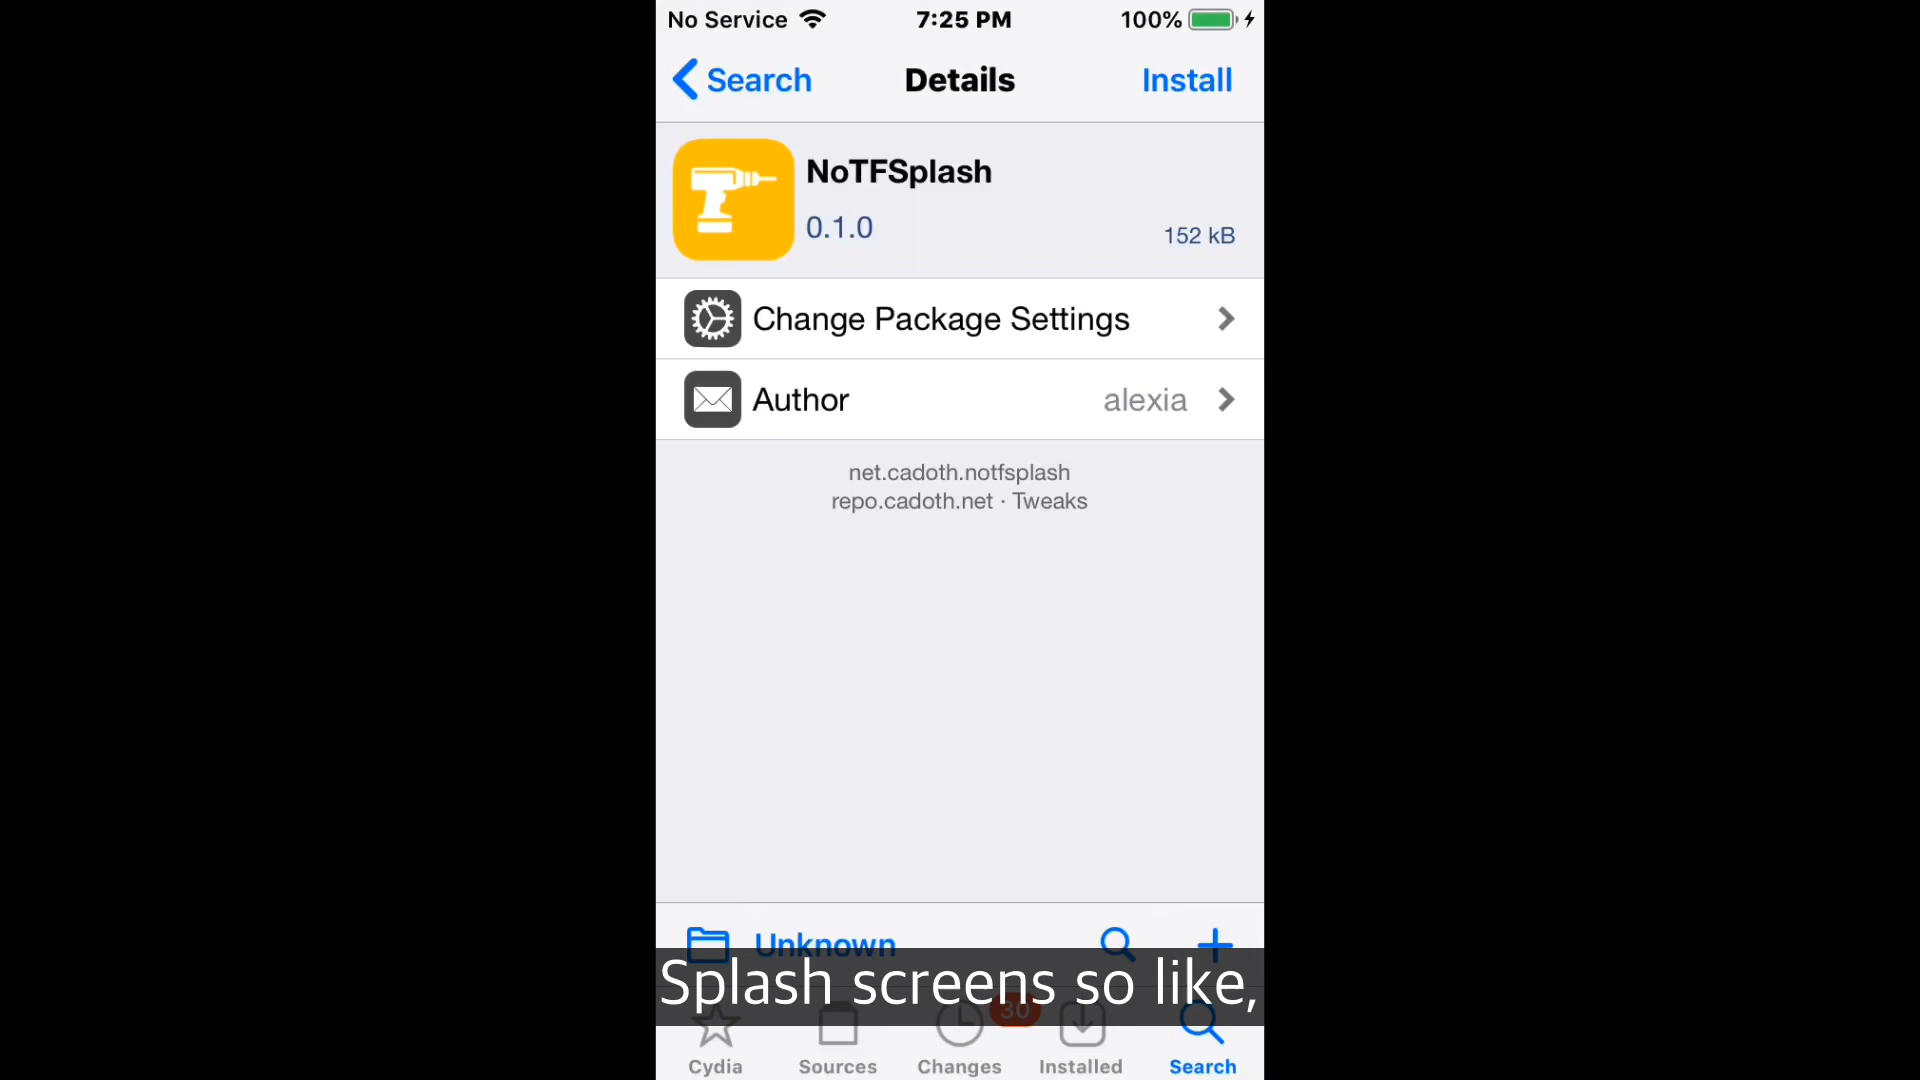 No Service 7:25 PM 100%
Search Details Install
NoTFSplash
0.1.0 152 kB
Change Package Settings
Author alexia
net.cadoth.notfsplash
repo.cadoth.net · Tweaks
Unknown
Splash screens so like,
30
Cydia Sources Changes Installed Search